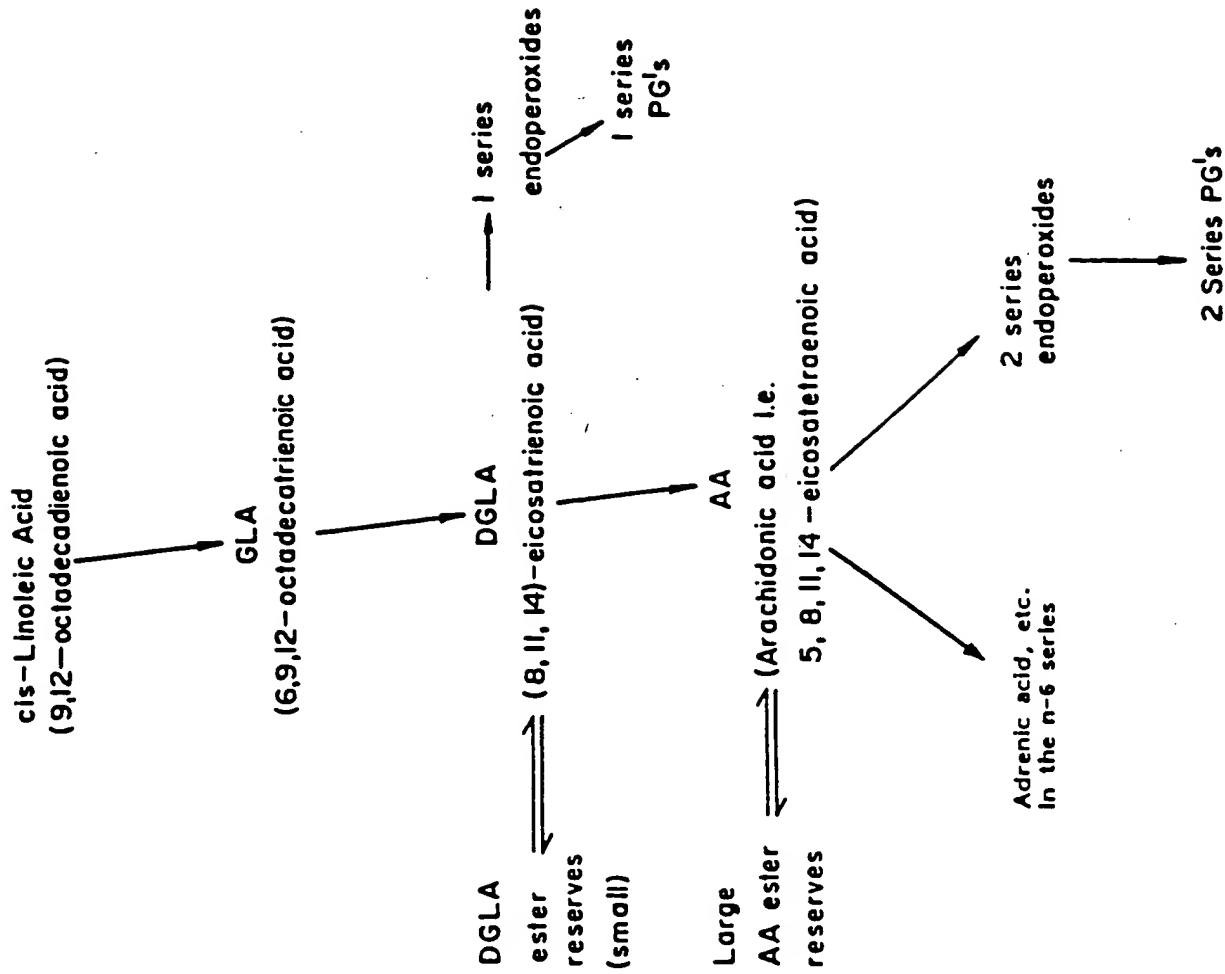 cis-Linoleic Acid
(9,12-octadecadienoic acid)
GLA
(6,9,12-octadecatrienoic acid)
DGLA
ester
reserves
(small)
DGLA
(8, 11, 14)-eicosatrienoic acid)
1 series
endoperoxides
1 series
PG's
Large
AA ester
reserves
AA
(Arachidonic acid i.e.
5, 8, 11, 14-eicosatetraenoic acid)
Adrenic acid, etc.
In the n-6 series
2 series
endoperoxides
2 Series PG's